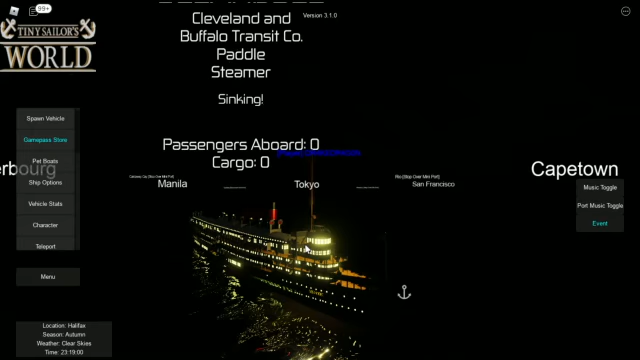 99+
TINY SAILOR'S
WORLD
Cleveland and
Buffalo Transit Co.
Paddle
Steamer
Sinking!
Version 3.1.0
Passengers Aboard: 0
Cargo: 0
Spawn Vehicle
Gamepass Store
Pet Boats
Ship Options
Vehicle Stats
Character
Teleport
Menu
erbourg
Manila
Tokyo
San Francisco
Capetown
Music Toggle
Port Music Toggle
Event
Location: Halifax
Season: Autumn
Weather: Clear Skies
Time: 23:19:00